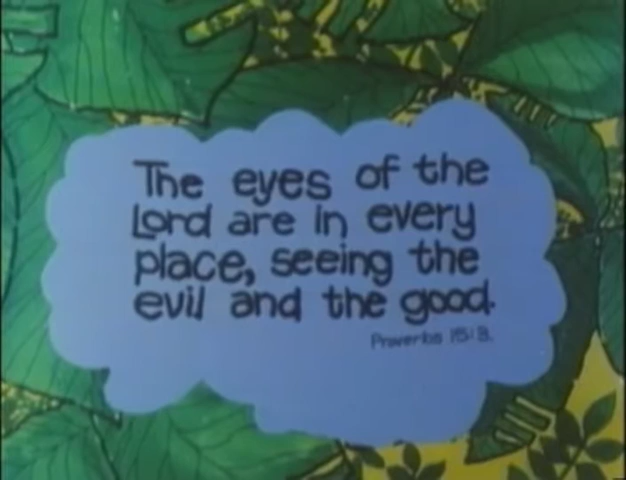 The eyes of the
Lord are in every
place, seeing the
evil and the good.
Proverbs 15:3.